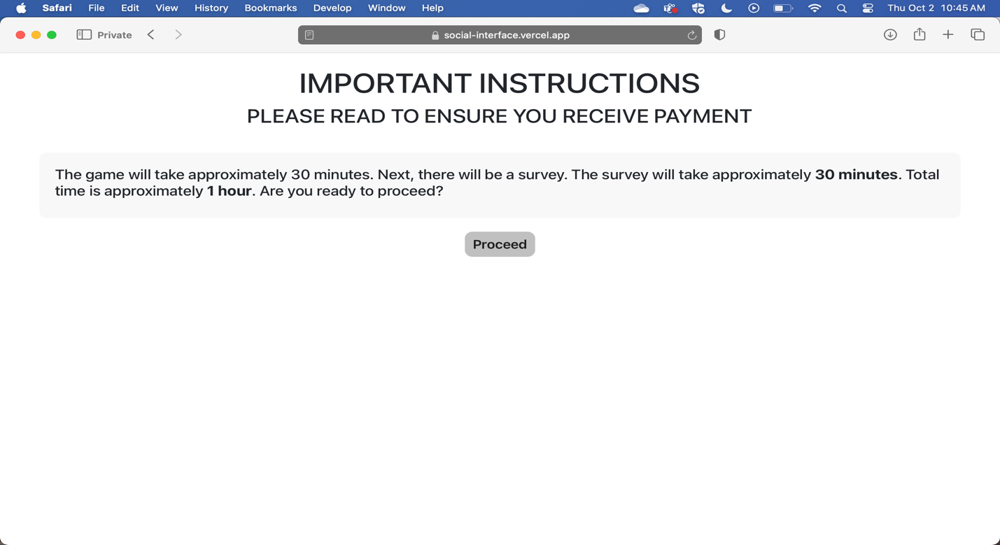 Safari File Edit View History Bookmarks Develop Window Help Thu Oct 2 10:45 AM
Private social-interface.vercel.app
IMPORTANT INSTRUCTIONS
PLEASE READ TO ENSURE YOU RECEIVE PAYMENT
The game will take approximately 30 minutes. Next, there will be a survey. The survey will take approximately 30 minutes. Total
time is approximately 1 hour. Are you ready to proceed?
Proceed